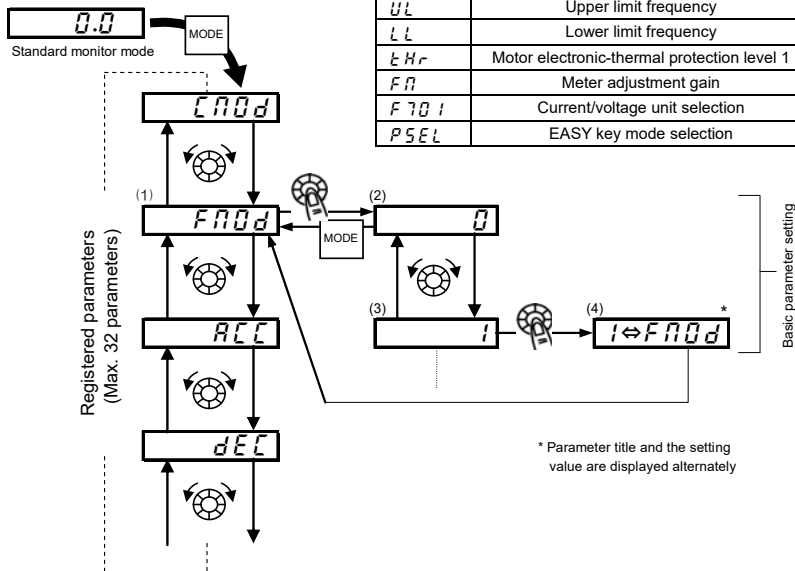 0.0
MODE
Standard monitor mode
UL Upper limit frequency
LL Lower limit frequency
tHr Motor electronic-thermal protection level 1
FM Meter adjustment gain
F701 Current/voltage unit selection
PSEL EASY key mode selection
CMOd
(1)
FMOd
MODE
(2)
0
ACC
(3)
1
(4)
*
1⇔FMOd
dEC
Registered parameters
(Max. 32 parameters)
Basic parameter setting
* Parameter title and the setting
value are displayed alternately